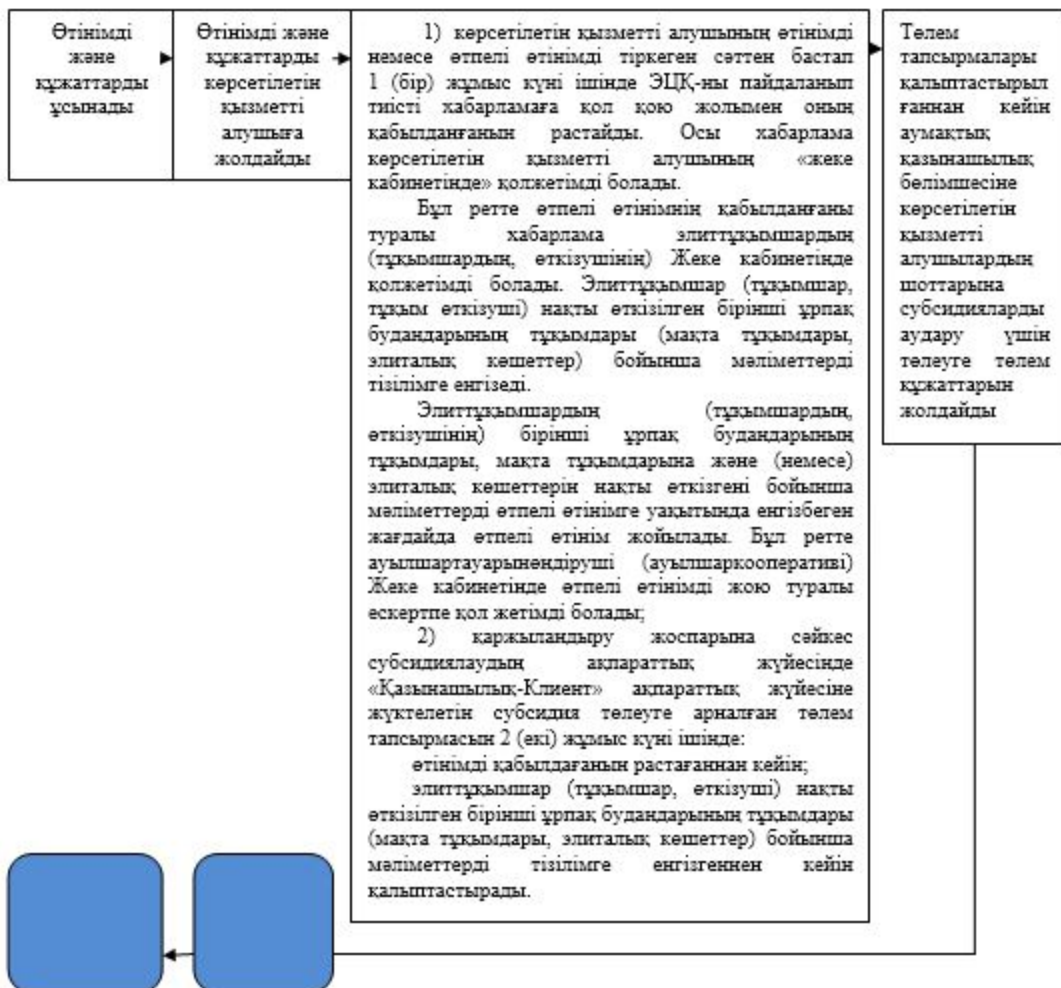 Өтінімді
және
құжаттарды
ұсынады
Өтінімді және
құжаттарды
көрсетілетін
қызметті
алушыға
жолдайды
1) көрсетілетін қызметті алушының өтінімді
немесе өтпелі өтінімді тіркеген сәттен бастап
1 (бір) жұмыс күні ішінде ЭЦҚ-ны пайдаланып
тиісті хабарламаға қол қою жолымен оның
қабылданғанын растайды. Осы хабарлама
көрсетілетін қызметті алушының «жеке
кабинетінде» қолжетімді болады.
Бұл ретте өтпелі өтінімнің қабылданғаны
туралы хабарлама элиттұқымшардың
(тұқымшардың, өткізушінің) Жеке кабинетінде
қолжетімді болады. Элиттұқымшар (тұқымшар,
тұқым өткізуші) нақты өткізілген бірінші ұрпақ
будандарының тұқымдары (мақта тұқымдары,
элиталық көшеттер) бойынша мәліметтерді
тізілімге енгізеді.
Элиттұқымшардың (тұқымшардың,
өткізушінің) бірінші ұрпақ будандарының
тұқымдары, мақта тұқымдарына және (немесе)
элиталық көшеттерін нақты өткізгені бойынша
мәліметтерді өтпелі өтінімге уақытында енгізбеген
жағдайда өтпелі өтінім жойылады. Бұл ретте
ауылшартауарынөндіруші (ауылшаркооперативі)
Жеке кабинетінде өтпелі өтінімді жою туралы
ескертпе қол жетімді болады;
2) қаржыландыру жоспарына сәйкес
субсидиялаудың ақпараттық жүйесінде
«Қазынашылық-Клиент» ақпараттық жүйесіне
жүктелетін субсидия төлеуге арналған төлем
тапсырмасын 2 (екі) жұмыс күні ішінде:
өтінімді қабылдағанын растағаннан кейін;
элиттұқымшар (тұқымшар, өткізуші) нақты
өткізілген бірінші ұрпақ будандарының тұқымдары
(мақта тұқымдары, элиталық көшеттер) бойынша
мәліметтерді тізілімге енгізгеннен кейін
қалыптастырады.
Төлем
тапсырмалары
қалыптастырыл
ғаннан кейін
аумақтық
қазынашылық
бөлімшесіне
көрсетілетін
қызметті
алушылардың
шоттарына
субсидияларды
аудару үшін
төлеуге төлем
құжаттарын
жолдайды